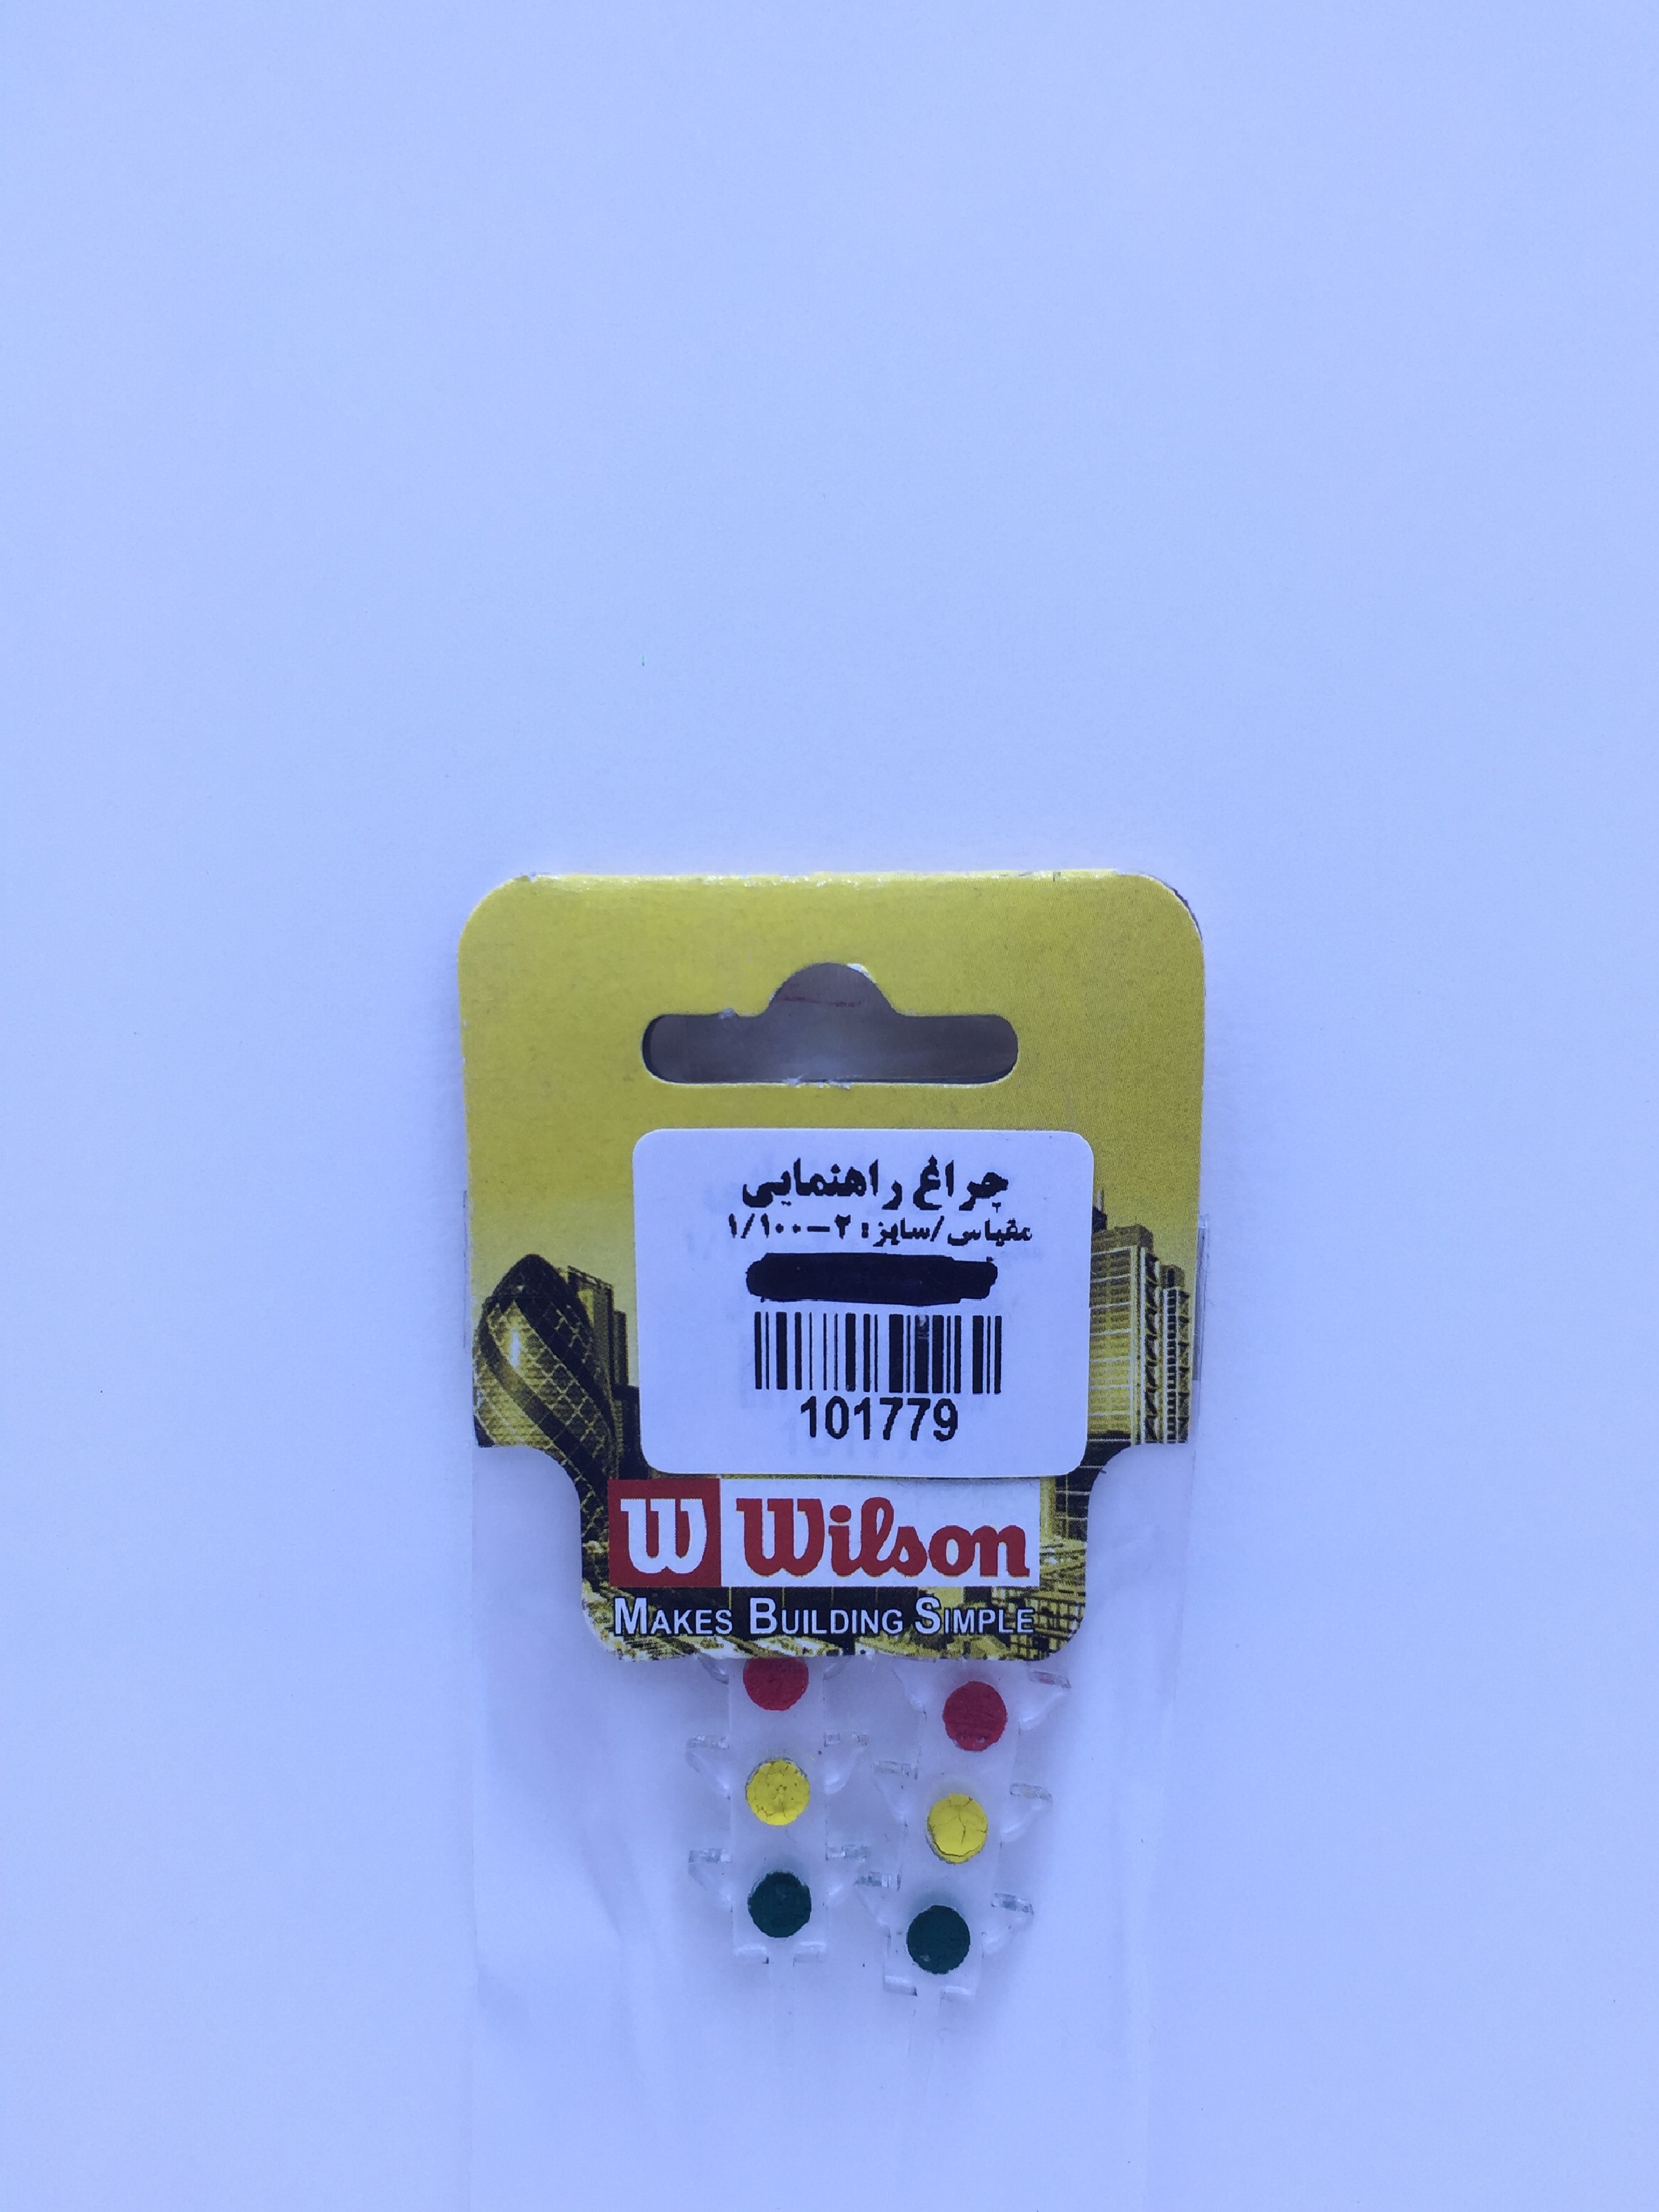 چراغ راهنمایی
مقیاس/سایز: ۲-۱/۱۰۰
101779
W Wilson
MAKES BUILDING SIMPLE